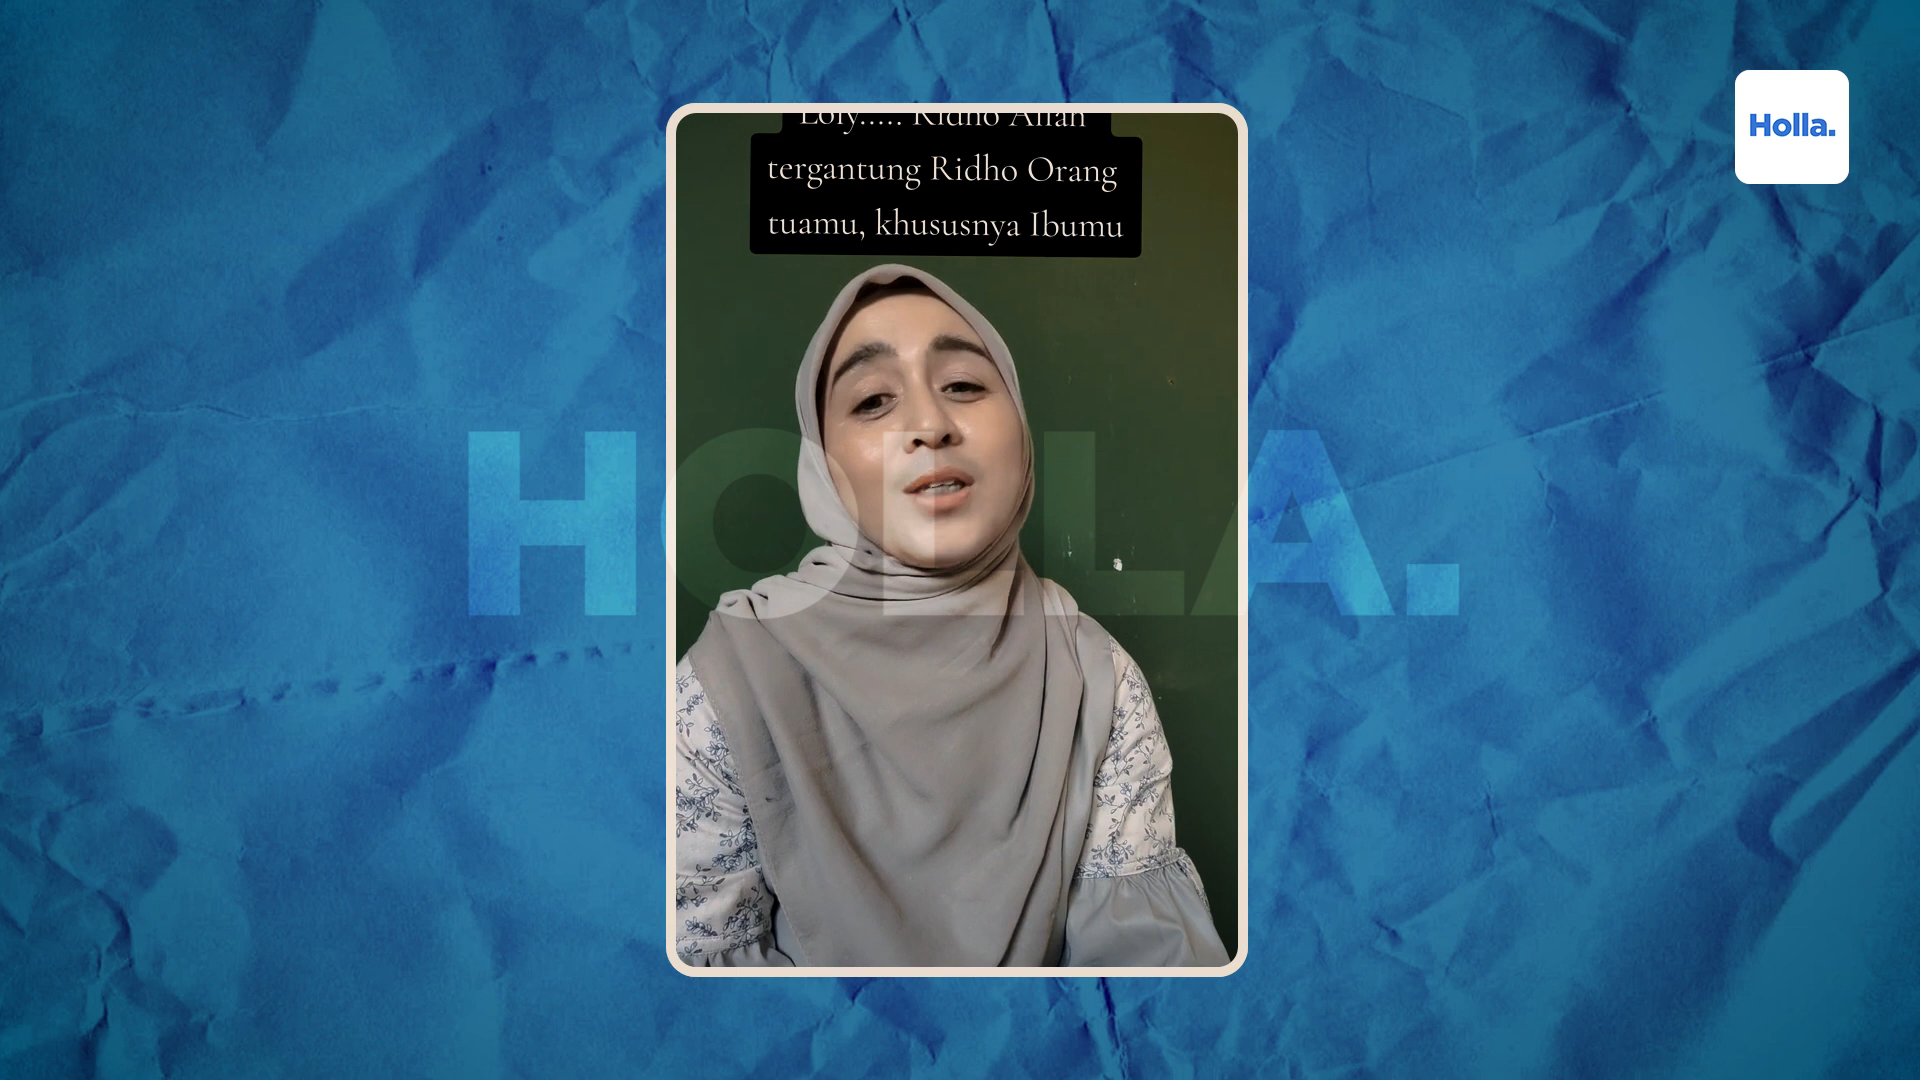 Loly..... Ridho Allah
tergantung Ridho Orang
tuamu, khususnya Ibumu
Holla.
HOLLA.